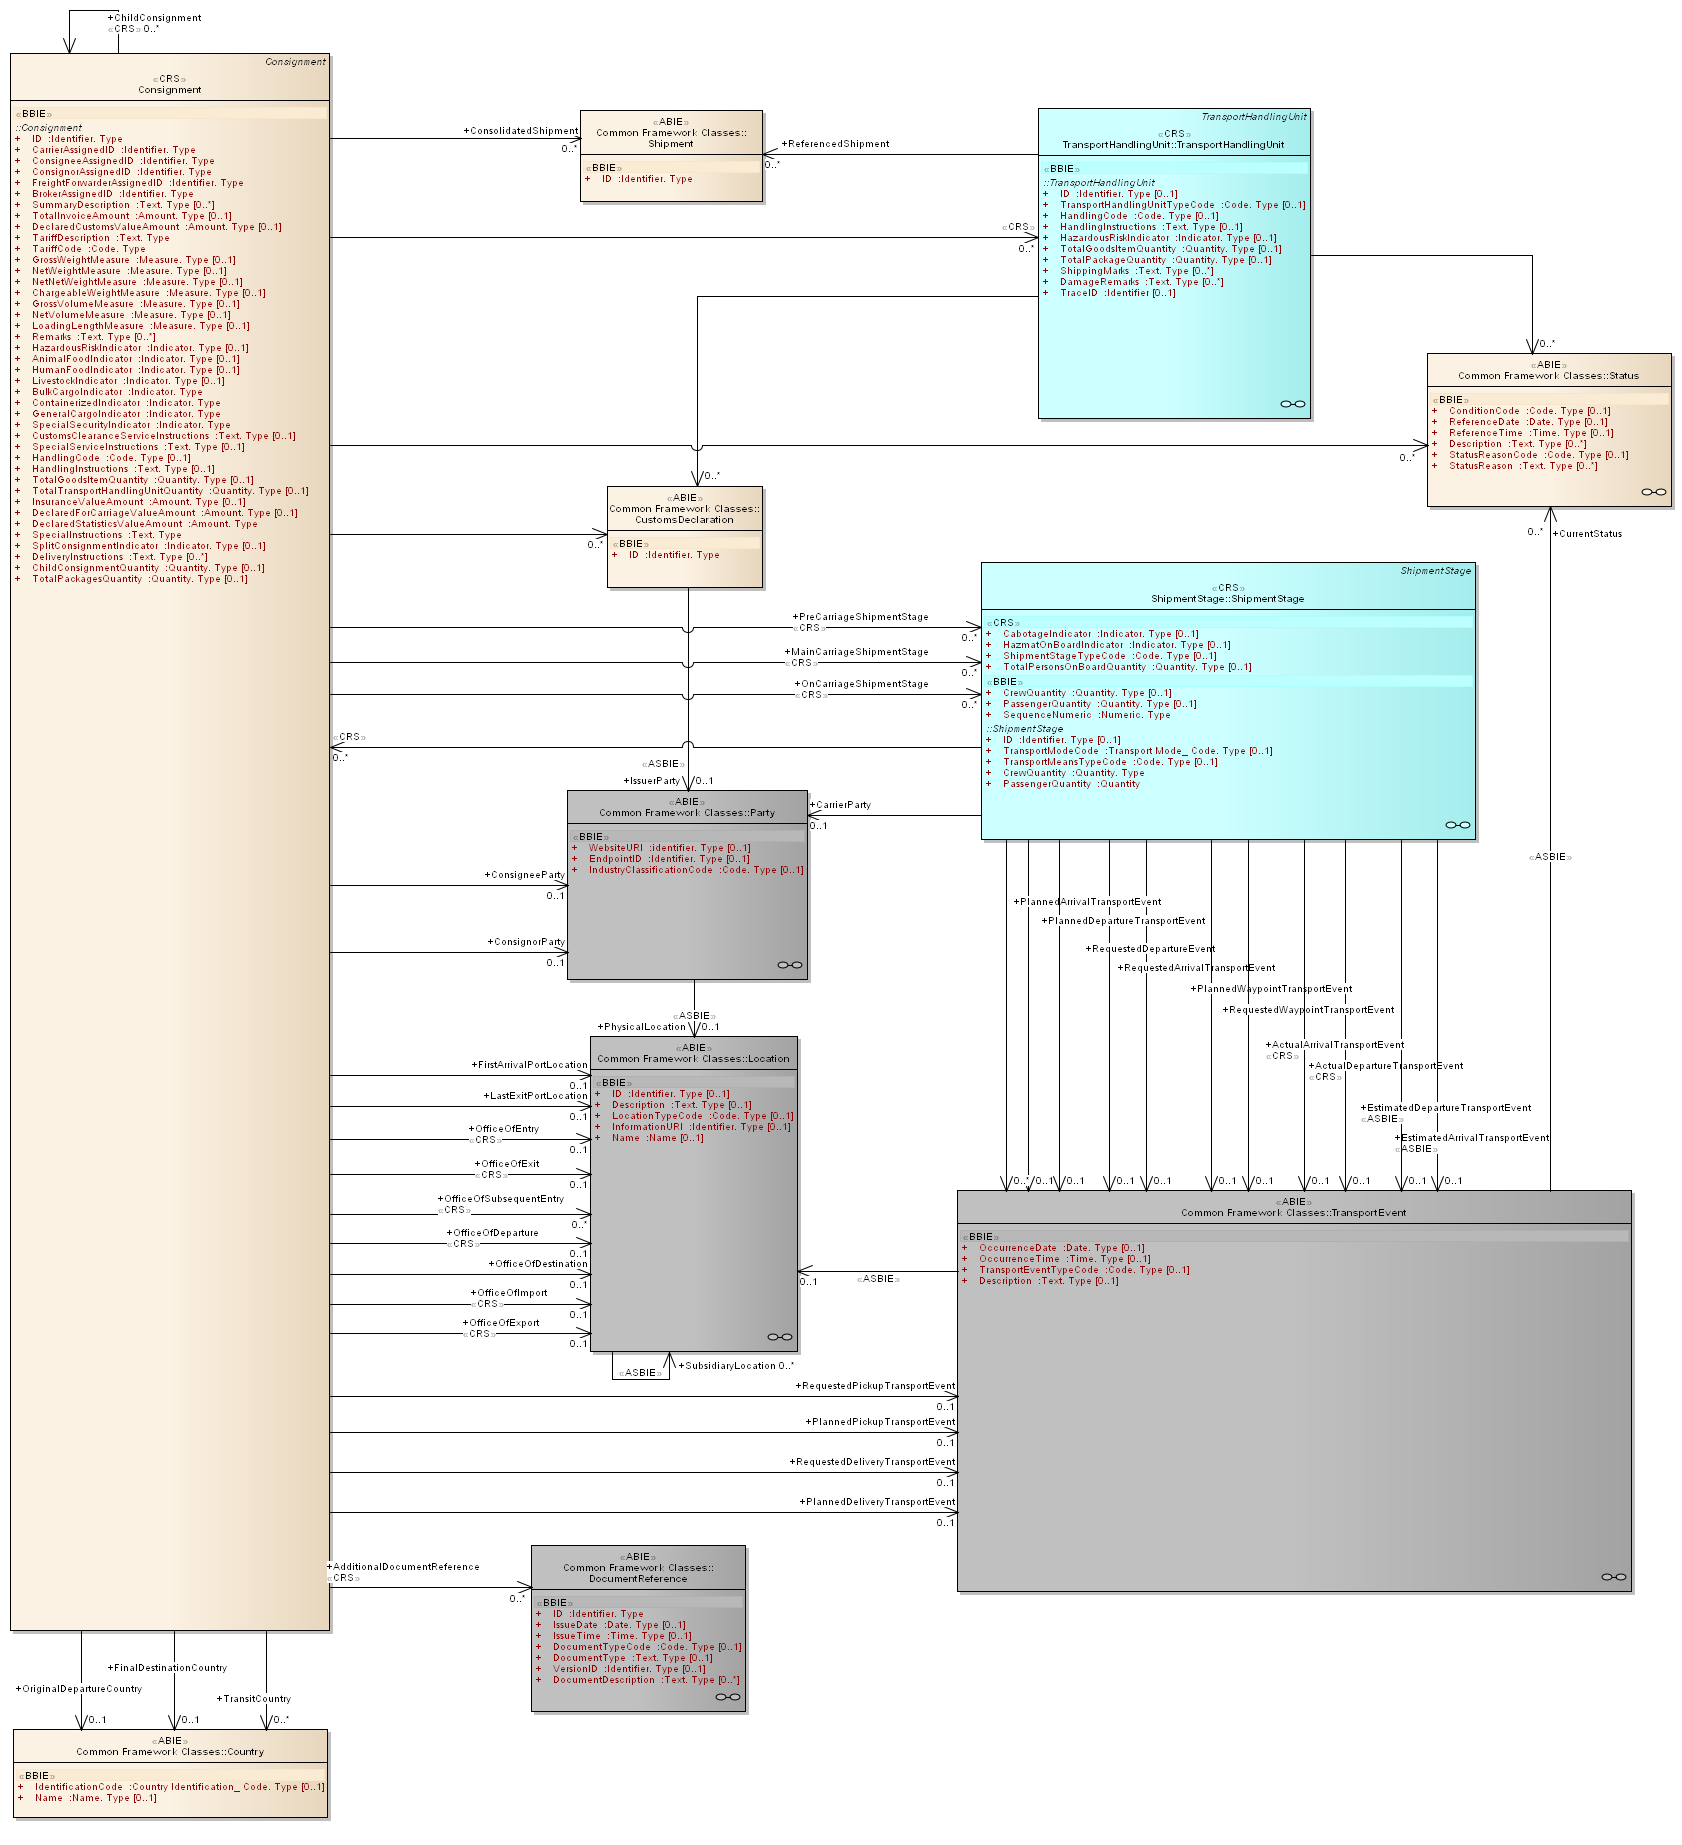 +ChildConsignment
«CRS» 0..*
Consignment
«CRS»
Consignment
«BBIE»
::Consignment
+ ID :Identifier. Type
+ CarrierAssignedID :Identifier. Type
+ ConsigneeAssignedID :Identifier. Type
+ ConsignorAssignedID :Identifier. Type
+ FreightForwarderAssignedID :Identifier. Type
+ BrokerAssignedID :Identifier. Type
+ SummaryDescription :Text. Type [0..*]
+ TotalInvoiceAmount :Amount. Type [0..1]
+ DeclaredCustomsValueAmount :Amount. Type [0..1]
+ TariffDescription :Text. Type
+ TariffCode :Code. Type
+ GrossWeightMeasure :Measure. Type [0..1]
+ NetWeightMeasure :Measure. Type [0..1]
+ NetNetWeightMeasure :Measure. Type [0..1]
+ ChargeableWeightMeasure :Measure. Type [0..1]
+ GrossVolumeMeasure :Measure. Type [0..1]
+ NetVolumeMeasure :Measure. Type [0..1]
+ LoadingLengthMeasure :Measure. Type [0..1]
+ Remarks :Text. Type [0..*]
+ HazardousRiskIndicator :Indicator. Type [0..1]
+ AnimalFoodIndicator :Indicator. Type [0..1]
+ HumanFoodIndicator :Indicator. Type [0..1]
+ LivestockIndicator :Indicator. Type [0..1]
+ BulkCargoIndicator :Indicator. Type
+ ContainerizedIndicator :Indicator. Type
+ GeneralCargoIndicator :Indicator. Type
+ SpecialSecurityIndicator :Indicator. Type
+ CustomsClearanceServiceInstructions :Text. Type [0..1]
+ SpecialServiceInstructions :Text. Type [0..1]
+ HandlingCode :Code. Type [0..1]
+ HandlingInstructions :Text. Type [0..1]
+ TotalGoodsItemQuantity :Quantity. Type [0..1]
+ TotalTransportHandlingUnitQuantity :Quantity. Type [0..1]
+ InsuranceValueAmount :Amount. Type [0..1]
+ DeclaredForCarriageValueAmount :Amount. Type [0..1]
+ DeclaredStatisticsValueAmount :Amount. Type
+ SpecialInstructions :Text. Type
+ SplitConsignmentIndicator :Indicator. Type [0..1]
+ DeliveryInstructions :Text. Type [0..*]
+ ChildConsignmentQuantity :Quantity. Type [0..1]
+ TotalPackagesQuantity :Quantity. Type [0..1]
+ConsolidatedShipment
0..*
«ABIE»
Common Framework Classes::
Shipment
«BBIE»
+ ID :Identifier. Type
+ReferencedShipment
0..*
TransportHandlingUnit
«CRS»
TransportHandlingUnit::TransportHandlingUnit
«BBIE»
::TransportHandlingUnit
+ ID :Identifier. Type [0..1]
+ TransportHandlingUnitTypeCode :Code. Type [0..1]
+ HandlingCode :Code. Type [0..1]
+ HandlingInstructions :Text. Type [0..1]
+ HazardousRiskIndicator :Indicator. Type [0..1]
+ TotalGoodsItemQuantity :Quantity. Type [0..1]
+ TotalPackageQuantity :Quantity. Type [0..1]
+ ShippingMarks :Text. Type [0..*]
+ DamageRemarks :Text. Type [0..*]
+ TraceID :Identifier [0..1]
«CRS»
0..*
0..*
«ABIE»
Common Framework Classes::Status
«BBIE»
+ ConditionCode :Code. Type [0..1]
+ ReferenceDate :Date. Type [0..1]
+ ReferenceTime :Time. Type [0..1]
+ Description :Text. Type [0..*]
+ StatusReasonCode :Code. Type [0..1]
+ StatusReason :Text. Type [0..*]
0..*
0..*
+CurrentStatus
«ASBIE»
0..*
«ABIE»
Common Framework Classes::
CustomsDeclaration
«BBIE»
+ ID :Identifier. Type
0..*
ShipmentStage
«CRS»
ShipmentStage::ShipmentStage
«CRS»
+ CabotageIndicator :Indicator. Type [0..1]
+ HazmatOnBoardIndicator :Indicator. Type [0..1]
+ ShipmentStageTypeCode :Code. Type [0..1]
+ TotalPersonsOnBoardQuantity :Quantity. Type [0..1]
«BBIE»
+ CrewQuantity :Quantity. Type [0..1]
+ PassengerQuantity :Quantity. Type [0..1]
+ SequenceNumeric :Numeric. Type
::ShipmentStage
+ ID :Identifier. Type [0..1]
+ TransportModeCode :Transport Mode_ Code. Type [0..1]
+ TransportMeansTypeCode :Code. Type [0..1]
+ CrewQuantity :Quantity. Type
+ PassengerQuantity :Quantity
+PreCarriageShipmentStage
«CRS»
0..*
+MainCarriageShipmentStage
«CRS»
0..*
+OnCarriageShipmentStage
«CRS»
0..*
«CRS»
0..*
«ASBIE»
+IssuerParty 0..1
«ABIE»
Common Framework Classes::Party
«BBIE»
+ WebsiteURI :identifier. Type [0..1]
+ EndpointID :Identifier. Type [0..1]
+ IndustryClassificationCode :Code. Type [0..1]
+CarrierParty
0..1
+ConsigneeParty
0..1
+ConsignorParty
0..1
«ASBIE»
+PhysicalLocation 0..1
«ABIE»
Common Framework Classes::Location
«BBIE»
+ ID :Identifier. Type [0..1]
+ Description :Text. Type [0..1]
+ LocationTypeCode :Code. Type [0..1]
+ InformationURI :Identifier. Type [0..1]
+ Name :Name [0..1]
+FirstArrivalPortLocation
0..1
+LastExitPortLocation
0..1
+OfficeOfEntry
«CRS»
0..1
+OfficeOfExit
«CRS»
0..1
+OfficeOfSubsequentEntry
«CRS»
0..*
+OfficeOfDeparture
«CRS»
0..1
+OfficeOfDestination
0..1
+OfficeOfImport
«CRS»
0..1
+OfficeOfExport
«CRS»
0..1
«ASBIE»
+SubsidiaryLocation 0..*
+PlannedArrivalTransportEvent
+PlannedDepartureTransportEvent
+RequestedDepartureEvent
+RequestedArrivalTransportEvent
+PlannedWaypointTransportEvent
+RequestedWaypointTransportEvent
+ActualArrivalTransportEvent
«CRS»
+ActualDepartureTransportEvent
«CRS»
+EstimatedDepartureTransportEvent
«ASBIE»
+EstimatedArrivalTransportEvent
«ASBIE»
0..* 0..1 0..1 0..1 0..1 0..1 0..1 0..1 0..1 0..1 0..1
«ABIE»
Common Framework Classes::TransportEvent
«BBIE»
+ OccurrenceDate :Date. Type [0..1]
+ OccurrenceTime :Time. Type [0..1]
+ TransportEventTypeCode :Code. Type [0..1]
+ Description :Text. Type [0..1]
0..1
«ASBIE»
+RequestedPickupTransportEvent
0..1
+PlannedPickupTransportEvent
0..1
+RequestedDeliveryTransportEvent
0..1
+PlannedDeliveryTransportEvent
0..1
+AdditionalDocumentReference
«CRS»
0..*
«ABIE»
Common Framework Classes::
DocumentReference
«BBIE»
+ ID :Identifier. Type
+ IssueDate :Date. Type [0..1]
+ IssueTime :Time. Type [0..1]
+ DocumentTypeCode :Code. Type [0..1]
+ DocumentType :Text. Type [0..1]
+ VersionID :Identifier. Type [0..1]
+ DocumentDescription :Text. Type [0..*]
+FinalDestinationCountry
+OriginalDepartureCountry
+TransitCountry
0..1 0..1 0..*
«ABIE»
Common Framework Classes::Country
«BBIE»
+ IdentificationCode :Country Identification_ Code. Type [0..1]
+ Name :Name. Type [0..1]